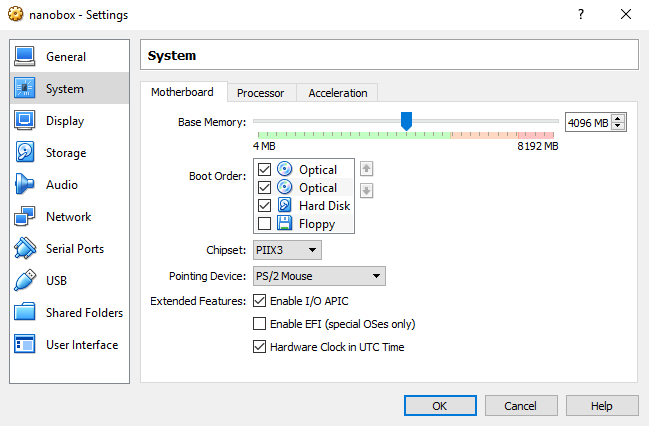 nanobox - Settings
General
System
Display
Storage
Audio
Network
Serial Ports
USB
Shared Folders
User Interface
System
Motherboard Processor Acceleration
Base Memory: 4096 MB
4 MB 8192 MB
Boot Order: Optical
Optical
Hard Disk
Floppy
Chipset: PIIX3
Pointing Device: PS/2 Mouse
Extended Features: Enable I/O APIC
Enable EFI (special OSes only)
Hardware Clock in UTC Time
OK Cancel Help